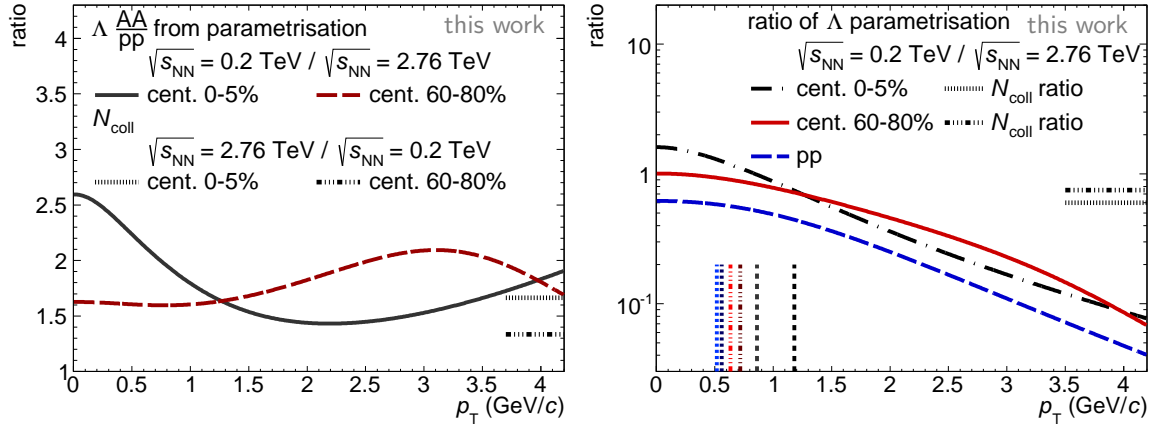 this work
Λ AA/pp from parametrisation
√sNN = 0.2 TeV / √sNN = 2.76 TeV
cent. 0-5% cent. 60-80%
Ncoll
√sNN = 2.76 TeV / √sNN = 0.2 TeV
cent. 0-5% cent. 60-80%
ratio
4
3.5
3
2.5
2
1.5
1
0 0.5 1 1.5 2 2.5 3 3.5 4
pT (GeV/c)
ratio of Λ parametrisation this work
√sNN = 0.2 TeV / √sNN = 2.76 TeV
cent. 0-5% Ncoll ratio
cent. 60-80% Ncoll ratio
pp
ratio
10
1
10⁻¹
0 0.5 1 1.5 2 2.5 3 3.5 4
pT (GeV/c)